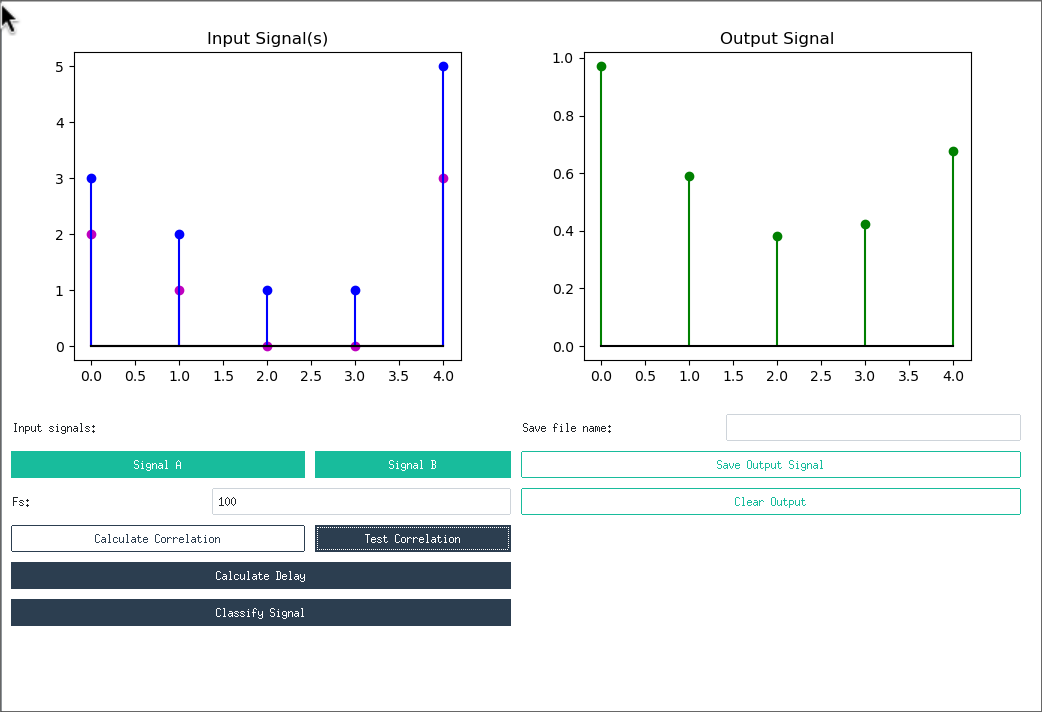 Input Signal(s)
5
4
3
2
1
0
0.0 0.5 1.0 1.5 2.0 2.5 3.0 3.5 4.0
Output Signal
1.0
0.8
0.6
0.4
0.2
0.0
0.0 0.5 1.0 1.5 2.0 2.5 3.0 3.5 4.0
Input signals:
Signal A Signal B
Fs: 100
Calculate Correlation Test Correlation
Calculate Delay
Classify Signal
Save file name:
Save Output Signal
Clear Output